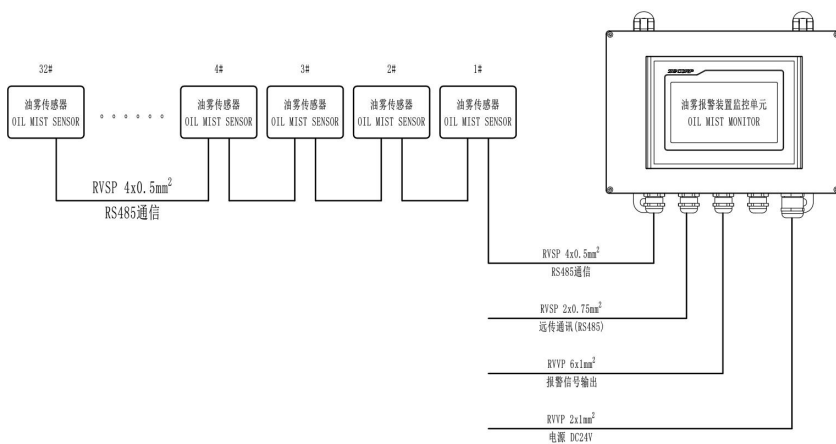 32#
4#
3#
2#
1#
油雾传感器
OIL MIST SENSOR
油雾传感器
OIL MIST SENSOR
油雾传感器
OIL MIST SENSOR
油雾传感器
OIL MIST SENSOR
油雾传感器
OIL MIST SENSOR
油雾报警装置监控单元
OIL MIST MONITOR
RVSP 4x0.5mm²
RS485通信
RVSP 4x0.5mm²
RS485通信
RVSP 2x0.75mm²
远传通讯(RS485)
RVVP 6x1mm²
报警信号输出
RVVP 2x1mm²
电源 DC24V